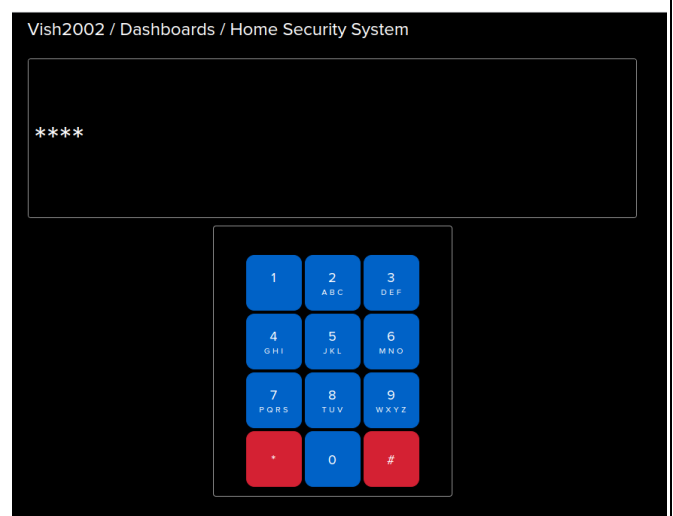 Vish2002 / Dashboards / Home Security System
****
1 2 3
ABC DEF
4 5 6
GHI JKL MNO
7 8 9
PQRS TUV WXYZ
* 0 #